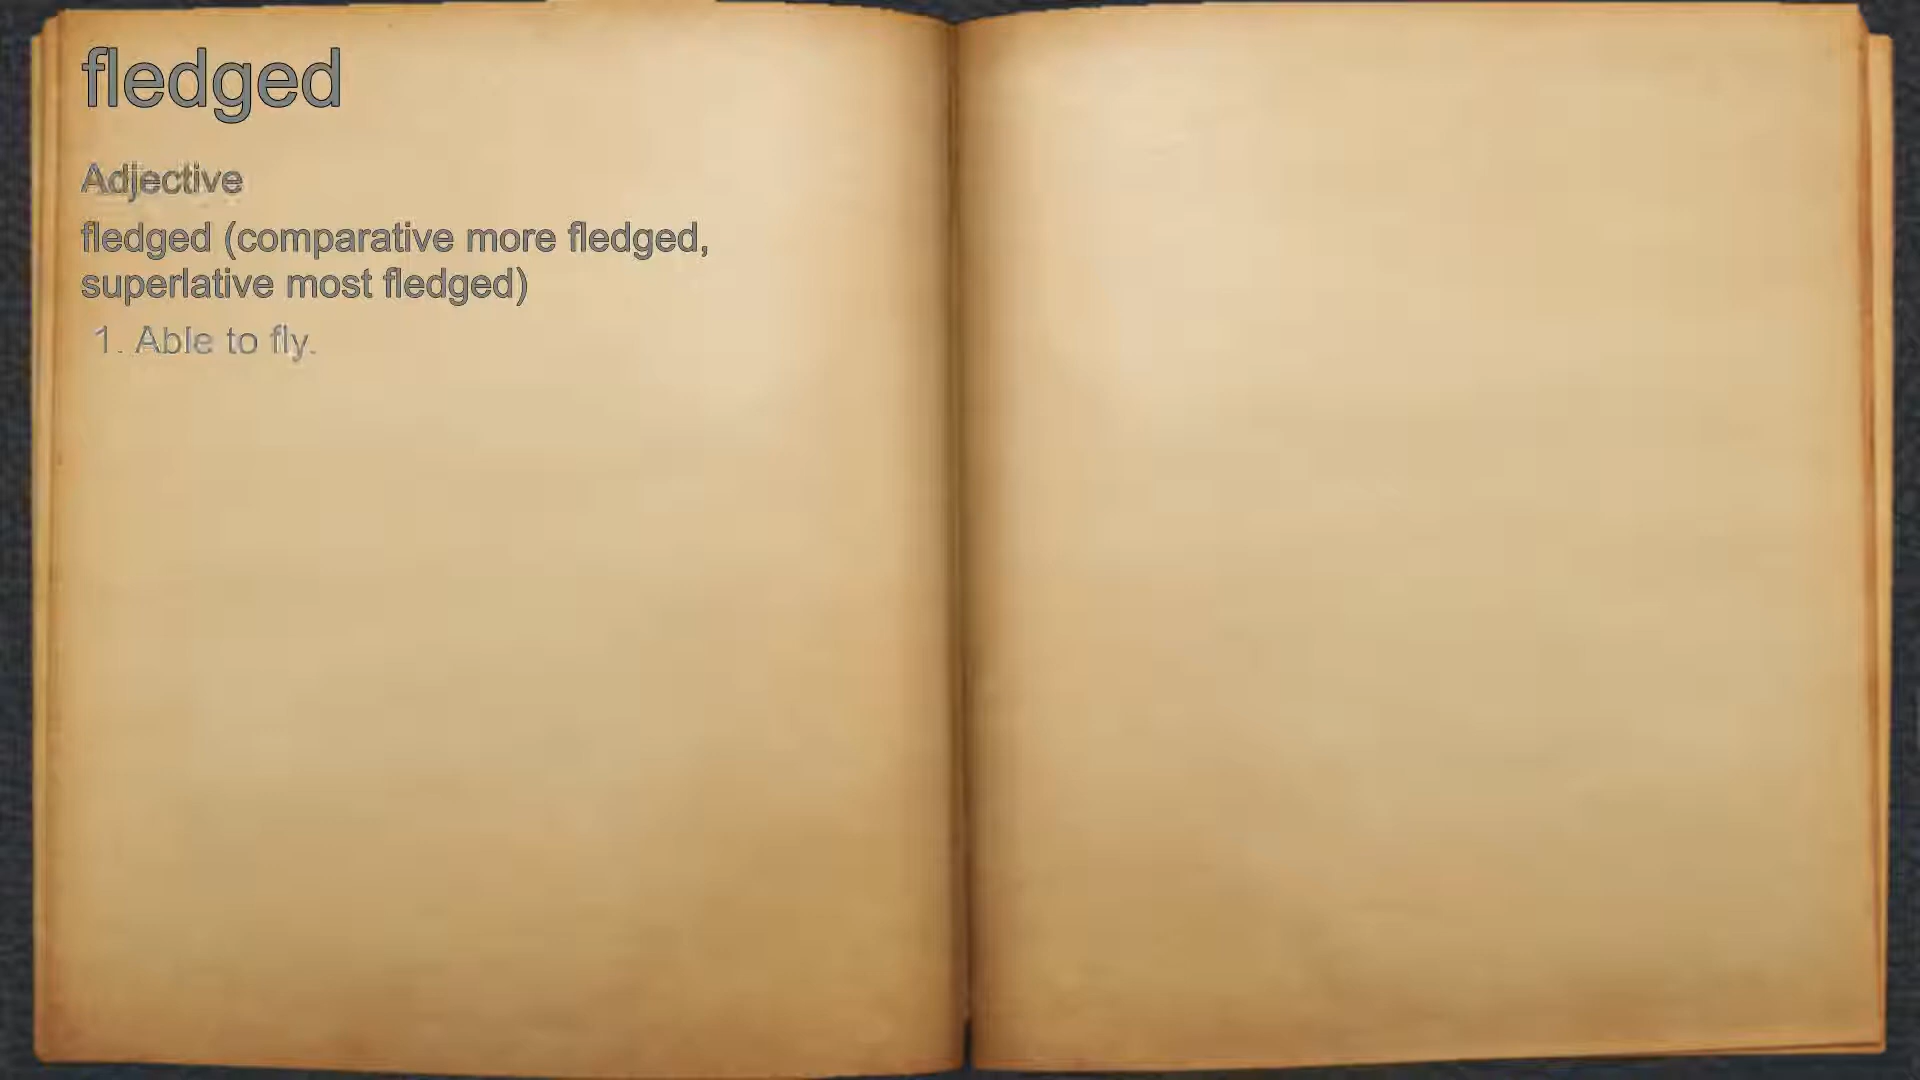 fledged
Adjective
fledged (comparative more fledged,
superlative most fledged)
1. Able to fly.